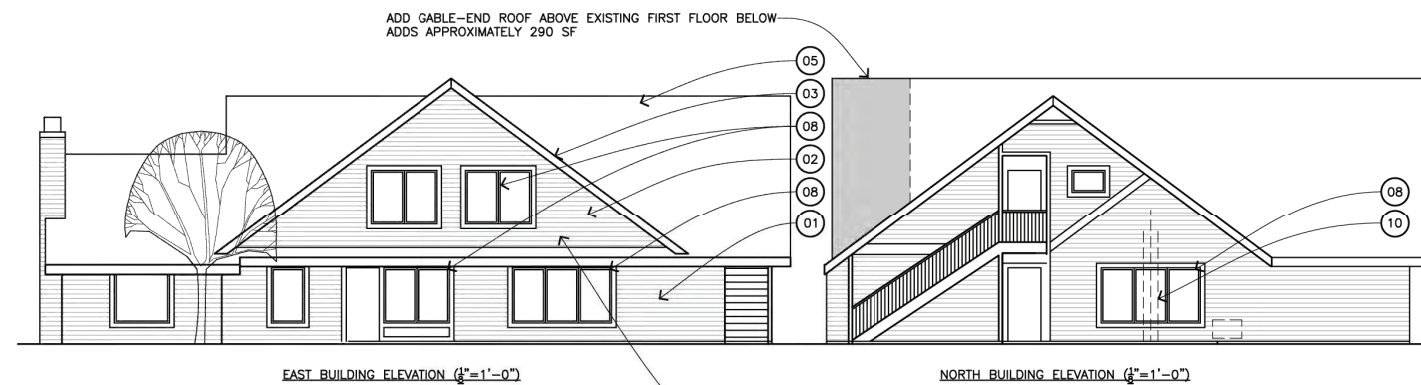 ADD GABLE-END ROOF ABOVE EXISTING FIRST FLOOR BELOW
ADDS APPROXIMATELY 290 SF
05
03
08
02
08
01
08
10
EAST BUILDING ELEVATION (1/8"=1'-0")
NORTH BUILDING ELEVATION (1/8"=1'-0")